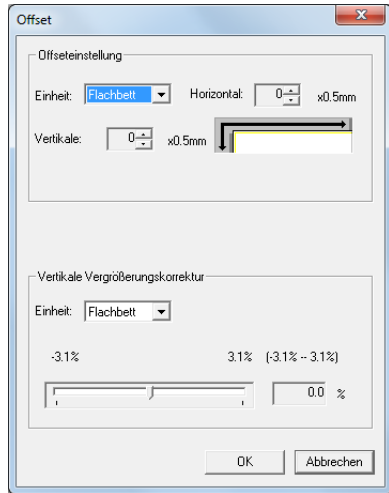 Offset
Offseteinstellung
Einheit: Flachbett Horizontal: 0 x0.5mm
Vertikale: 0 x0.5mm
Vertikale Vergrößerungskorrektur
Einheit: Flachbett
-3.1% 3.1% (-3.1% -- 3.1%)
0.0 %
OK Abbrechen